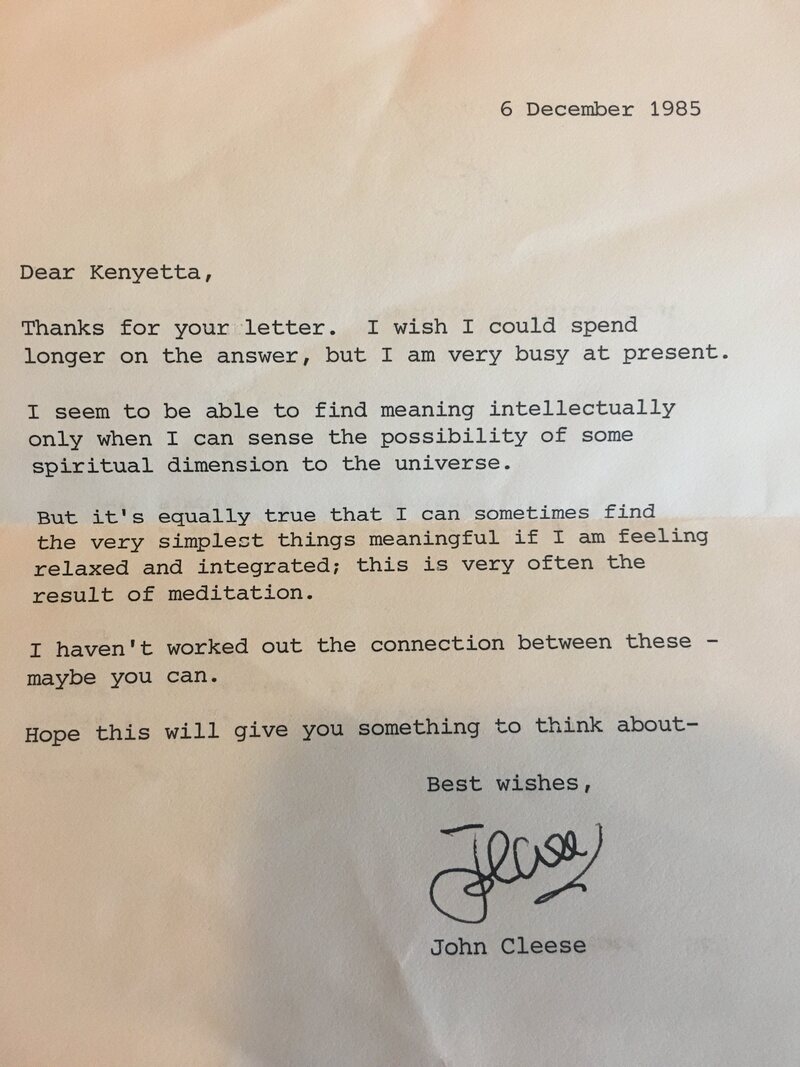 6 December 1985
Dear Kenyetta,
Thanks for your letter.  I wish I could spend
longer on the answer, but I am very busy at present.
I seem to be able to find meaning intellectually
only when I can sense the possibility of some
spiritual dimension to the universe.
But it's equally true that I can sometimes find
the very simplest things meaningful if I am feeling
relaxed and integrated; this is very often the
result of meditation.
I haven't worked out the connection between these -
maybe you can.
Hope this will give you something to think about-
Best wishes,
John Cleese